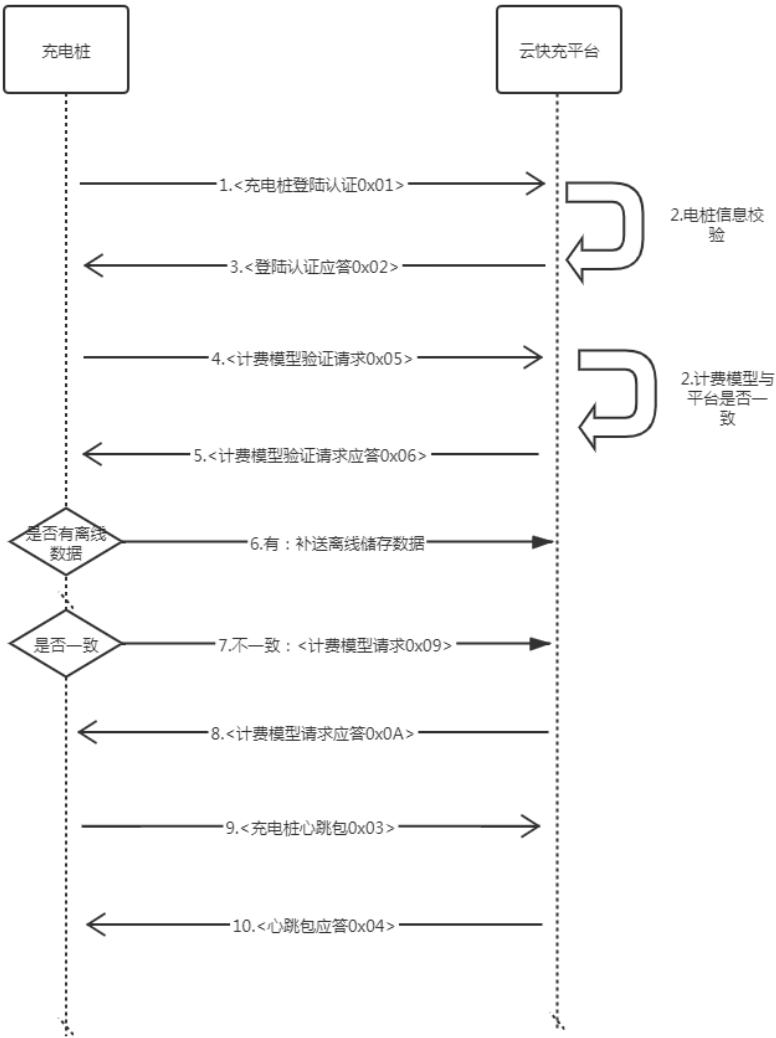 充电桩
云快充平台
1.<充电桩登陆认证0x01>
2.电桩信息校
验
3.<登陆认证应答0x02>
4.<计费模型验证请求0x05>
2.计费模型与
平台是否一
致
5.<计费模型验证请求应答0x06>
是否有离线
数据
6.有：补送离线储存数据
是否一致
7.不一致：<计费模型请求0x09>
8.<计费模型请求应答0x0A>
9.<充电桩心跳包0x03>
10.<心跳包应答0x04>